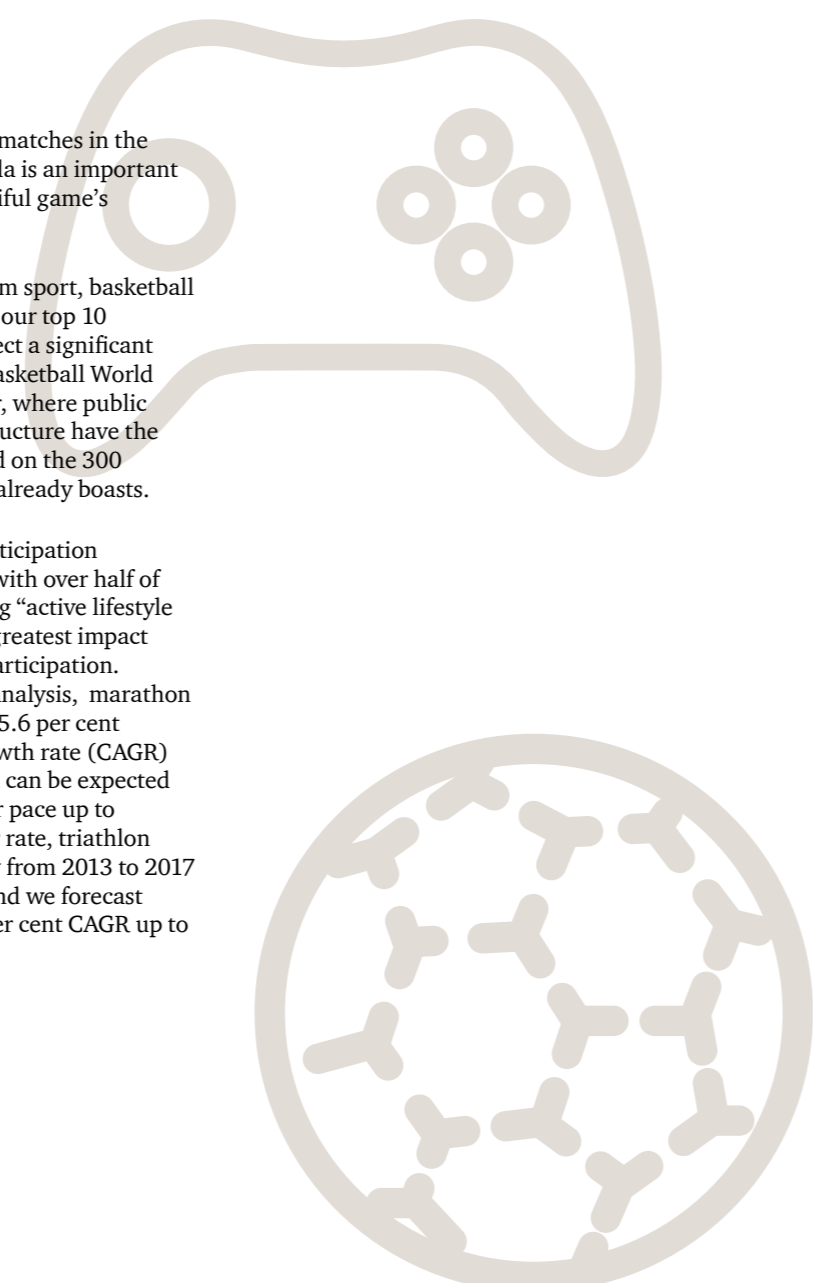 matches in the
la is an important
iful game's
m sport, basketball
our top 10
ect a significant
asketball World
, where public
ucture have the
d on the 300
already boasts.
ticipation
with over half of
g “active lifestyle
greatest impact
articipation.
analysis, marathon
5.6 per cent
wth rate (CAGR)
can be expected
r pace up to
rate, triathlon
from 2013 to 2017
nd we forecast
er cent CAGR up to